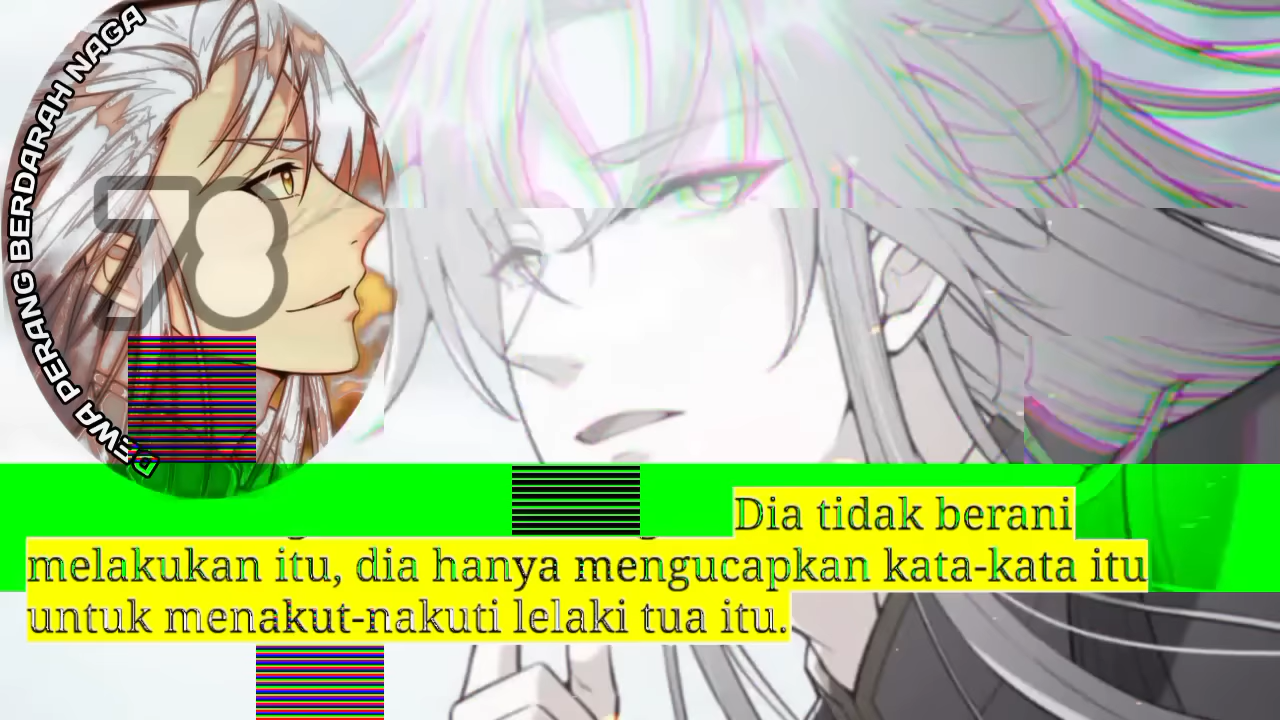 DEWA PERANG BERDARAH NAGA
78
Dia tidak berani
melakukan itu, dia hanya mengucapkan kata-kata itu
untuk menakut-nakuti lelaki tua itu.